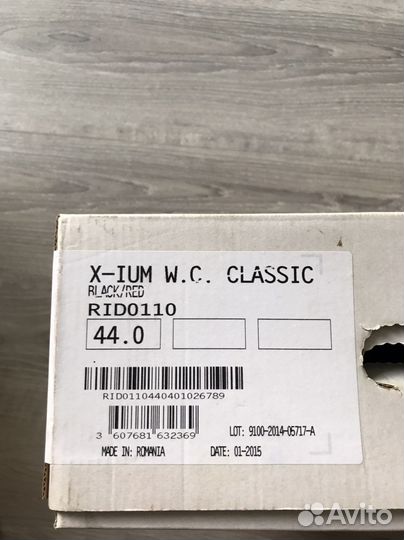 X-IUM W.C. CLASSIC
BLACK/RED
RID0110
44.0
RID0110440401026789
3 607681 632369
LOT: 9100-2014-05717-A
MADE IN: ROMANIA
DATE: 01-2015
Avito